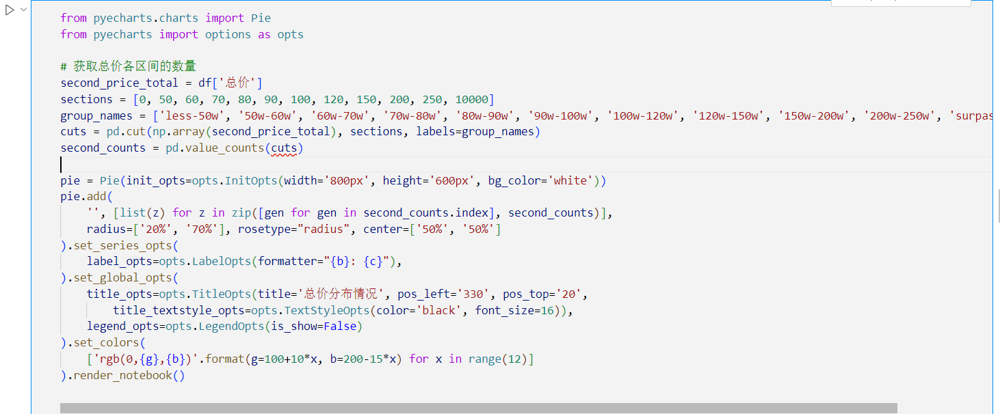 from pyecharts.charts import Pie
from pyecharts import options as opts
# 获取总价各区间的数量
second_price_total = df['总价']
sections = [0, 50, 60, 70, 80, 90, 100, 120, 150, 200, 250, 10000]
group_names = ['less-50w', '50w-60w', '60w-70w', '70w-80w', '80w-90w', '90w-100w', '100w-120w', '120w-150w', '150w-200w', '200w-250w', 'surpas
cuts = pd.cut(np.array(second_price_total), sections, labels=group_names)
second_counts = pd.value_counts(cuts)
pie = Pie(init_opts=opts.InitOpts(width='800px', height='600px', bg_color='white'))
pie.add(
    '', [list(z) for z in zip([gen for gen in second_counts.index], second_counts)],
    radius=['20%', '70%'], rosetype="radius", center=['50%', '50%']
).set_series_opts(
    label_opts=opts.LabelOpts(formatter="{b}: {c}"),
).set_global_opts(
    title_opts=opts.TitleOpts(title='总价分布情况', pos_left='330', pos_top='20',
        title_textstyle_opts=opts.TextStyleOpts(color='black', font_size=16)),
    legend_opts=opts.LegendOpts(is_show=False)
).set_colors(
    ['rgb(0,{g},{b})'.format(g=100+10*x, b=200-15*x) for x in range(12)]
).render_notebook()